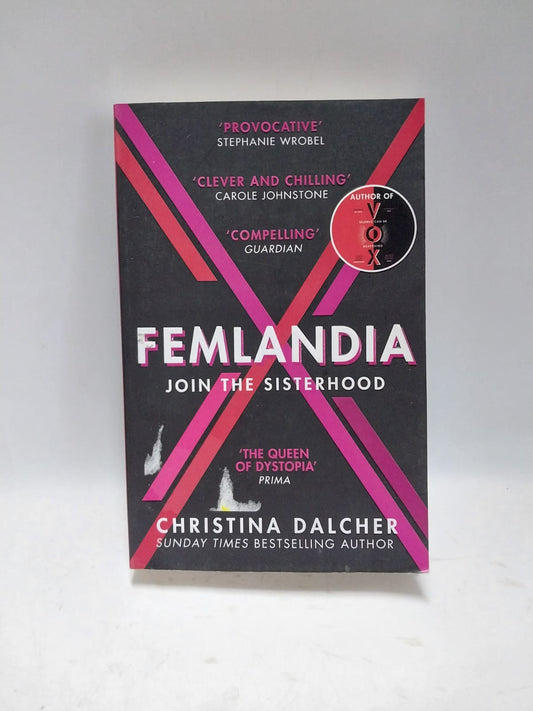 'PROVOCATIVE'
STEPHANIE WROBEL
'CLEVER AND CHILLING'
CAROLE JOHNSTONE
'COMPELLING'
GUARDIAN
AUTHOR OF
VOX
FEMLANDIA
JOIN THE SISTERHOOD
'THE QUEEN
OF DYSTOPIA'
PRIMA
CHRISTINA DALCHER
SUNDAY TIMES BESTSELLING AUTHOR